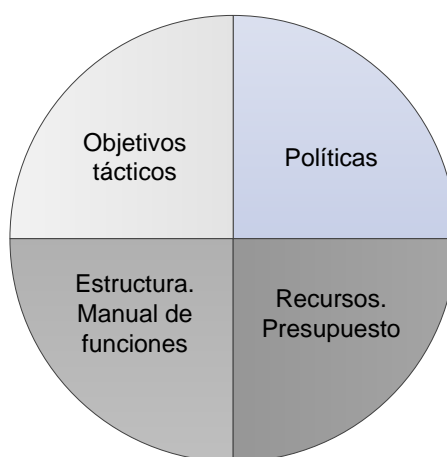 Objetivos
tácticos
Políticas
Estructura.
Manual de
funciones
Recursos.
Presupuesto